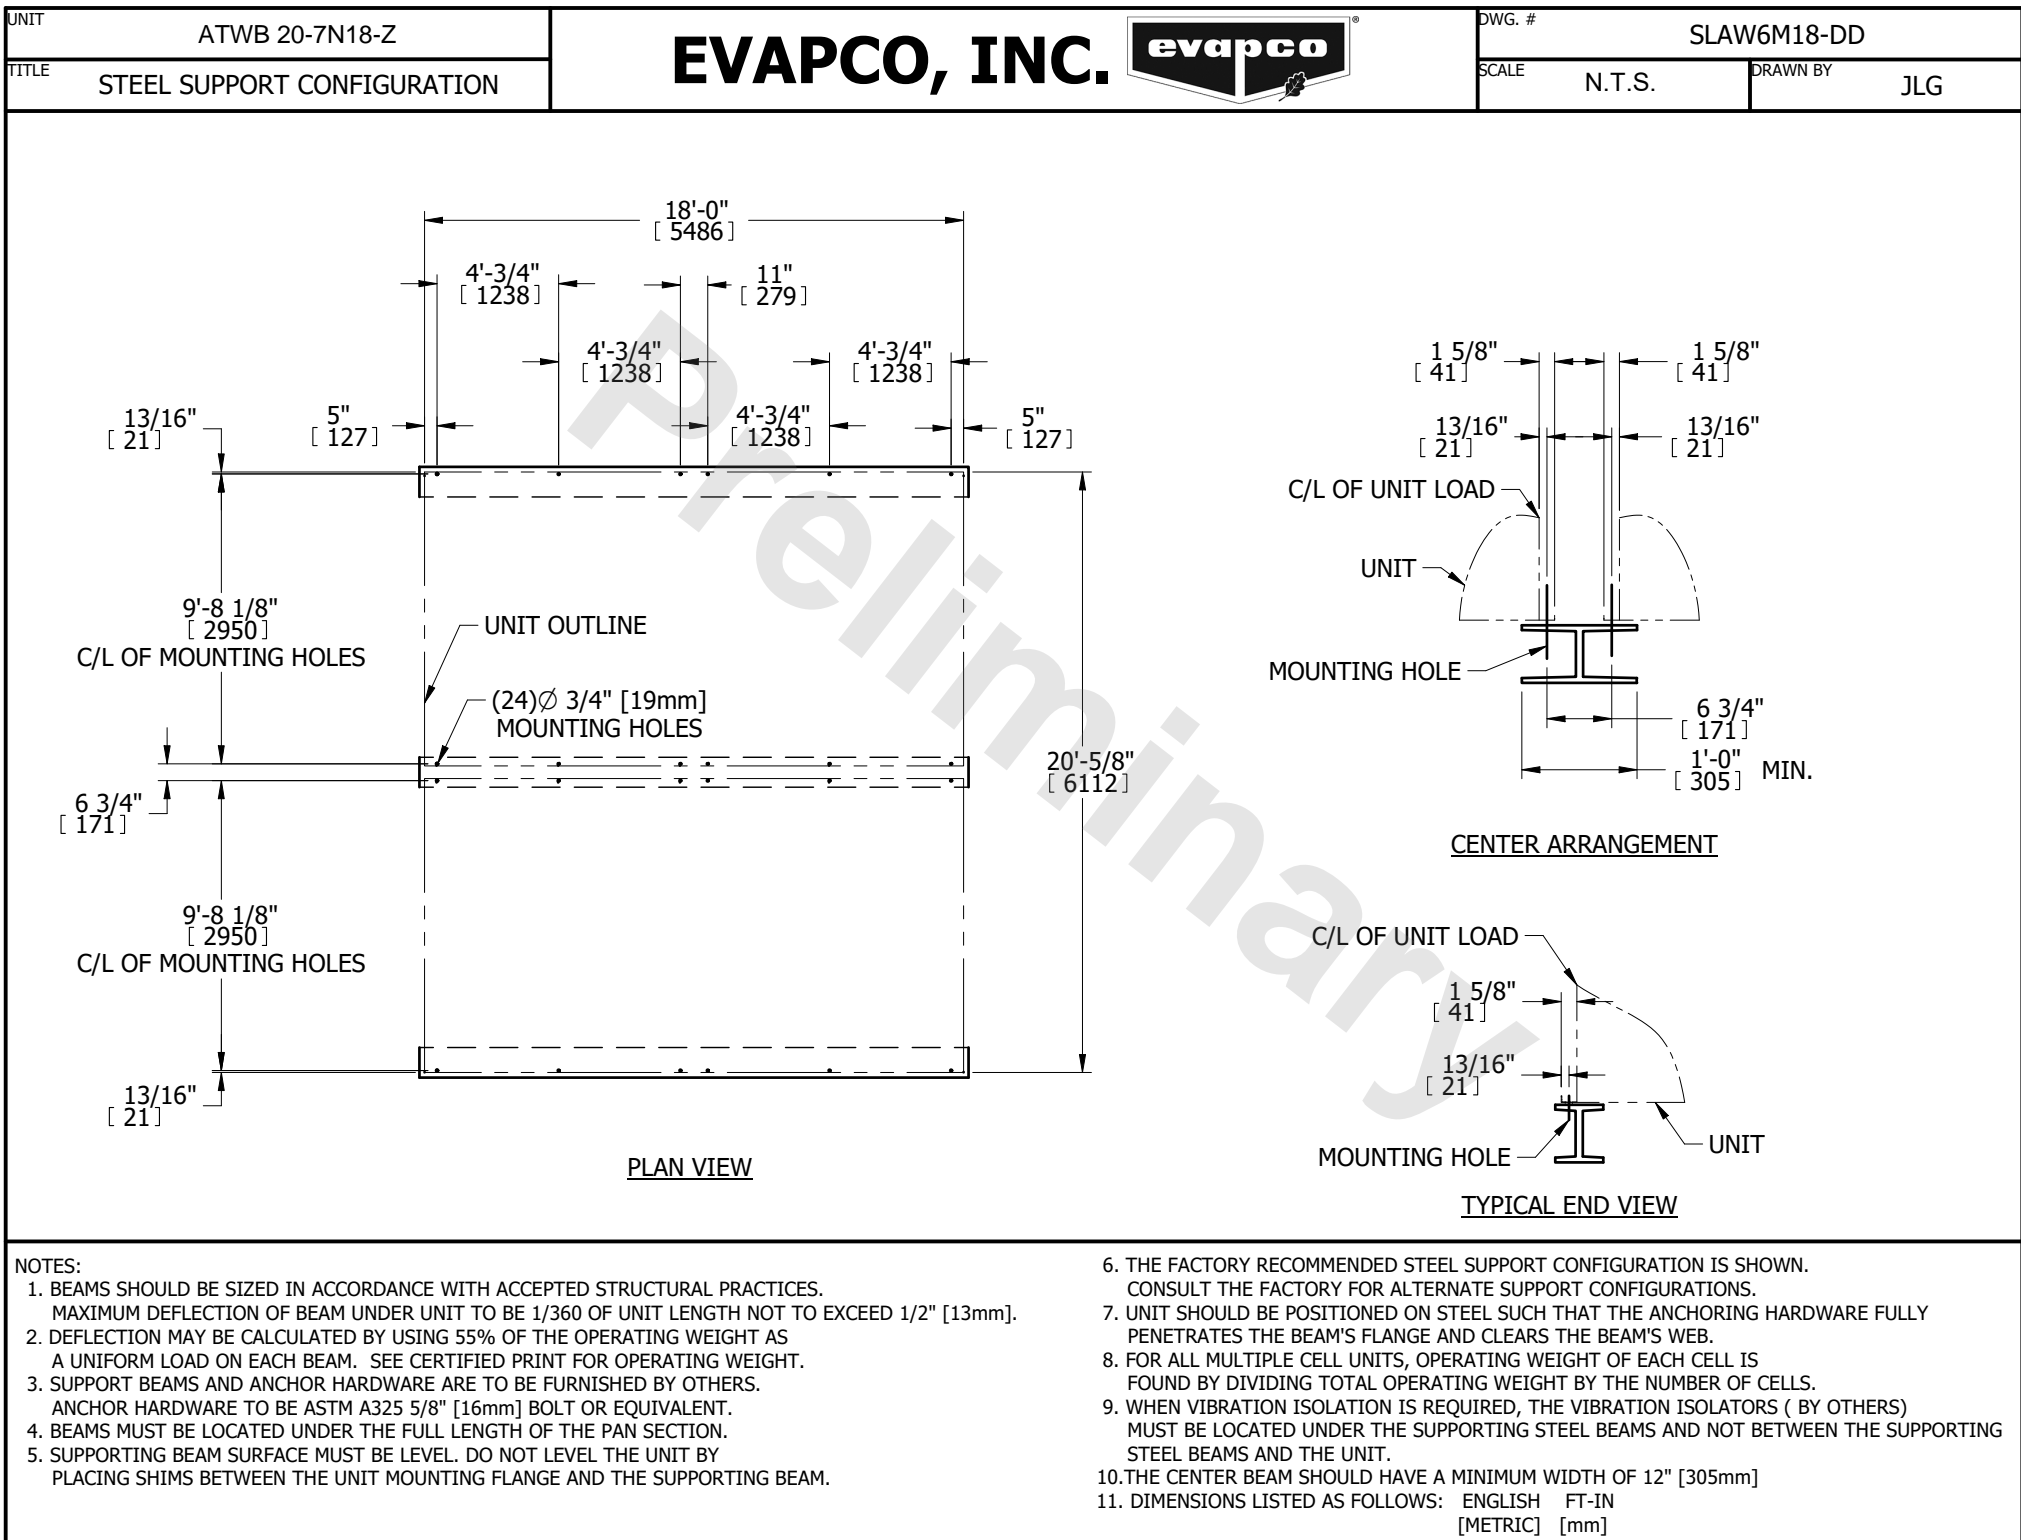 UNIT
ATWB 20-7N18-Z
TITLE
STEEL SUPPORT CONFIGURATION
EVAPCO, INC.
evapco
®
DWG. #
SLAW6M18-DD
SCALE
N.T.S.
DRAWN BY
JLG
18'-0"
[ 5486 ]
4'-3/4"
[ 1238 ]
11"
[ 279 ]
4'-3/4"
[ 1238 ]
4'-3/4"
[ 1238 ]
13/16"
[ 21 ]
5"
[ 127 ]
4'-3/4"
[ 1238 ]
5"
[ 127 ]
9'-8 1/8"
[ 2950 ]
C/L OF MOUNTING HOLES
UNIT OUTLINE
(24)Ø 3/4" [19mm]
MOUNTING HOLES
6 3/4"
[ 171 ]
20'-5/8"
[ 6112 ]
9'-8 1/8"
[ 2950 ]
C/L OF MOUNTING HOLES
13/16"
[ 21 ]
PLAN VIEW
Preliminary
1 5/8"
[ 41 ]
1 5/8"
[ 41 ]
13/16"
[ 21 ]
13/16"
[ 21 ]
C/L OF UNIT LOAD
UNIT
MOUNTING HOLE
6 3/4"
[ 171 ]
1'-0"
[ 305 ] MIN.
CENTER ARRANGEMENT
C/L OF UNIT LOAD
1 5/8"
[ 41 ]
13/16"
[ 21 ]
MOUNTING HOLE
UNIT
TYPICAL END VIEW
NOTES:
1. BEAMS SHOULD BE SIZED IN ACCORDANCE WITH ACCEPTED STRUCTURAL PRACTICES.
MAXIMUM DEFLECTION OF BEAM UNDER UNIT TO BE 1/360 OF UNIT LENGTH NOT TO EXCEED 1/2" [13mm].
2. DEFLECTION MAY BE CALCULATED BY USING 55% OF THE OPERATING WEIGHT AS
A UNIFORM LOAD ON EACH BEAM. SEE CERTIFIED PRINT FOR OPERATING WEIGHT.
3. SUPPORT BEAMS AND ANCHOR HARDWARE ARE TO BE FURNISHED BY OTHERS.
ANCHOR HARDWARE TO BE ASTM A325 5/8" [16mm] BOLT OR EQUIVALENT.
4. BEAMS MUST BE LOCATED UNDER THE FULL LENGTH OF THE PAN SECTION.
5. SUPPORTING BEAM SURFACE MUST BE LEVEL. DO NOT LEVEL THE UNIT BY
PLACING SHIMS BETWEEN THE UNIT MOUNTING FLANGE AND THE SUPPORTING BEAM.
6. THE FACTORY RECOMMENDED STEEL SUPPORT CONFIGURATION IS SHOWN.
CONSULT THE FACTORY FOR ALTERNATE SUPPORT CONFIGURATIONS.
7. UNIT SHOULD BE POSITIONED ON STEEL SUCH THAT THE ANCHORING HARDWARE FULLY
PENETRATES THE BEAM'S FLANGE AND CLEARS THE BEAM'S WEB.
8. FOR ALL MULTIPLE CELL UNITS, OPERATING WEIGHT OF EACH CELL IS
FOUND BY DIVIDING TOTAL OPERATING WEIGHT BY THE NUMBER OF CELLS.
9. WHEN VIBRATION ISOLATION IS REQUIRED, THE VIBRATION ISOLATORS ( BY OTHERS)
MUST BE LOCATED UNDER THE SUPPORTING STEEL BEAMS AND NOT BETWEEN THE SUPPORTING
STEEL BEAMS AND THE UNIT.
10.THE CENTER BEAM SHOULD HAVE A MINIMUM WIDTH OF 12" [305mm]
11. DIMENSIONS LISTED AS FOLLOWS: ENGLISH FT-IN
[METRIC] [mm]